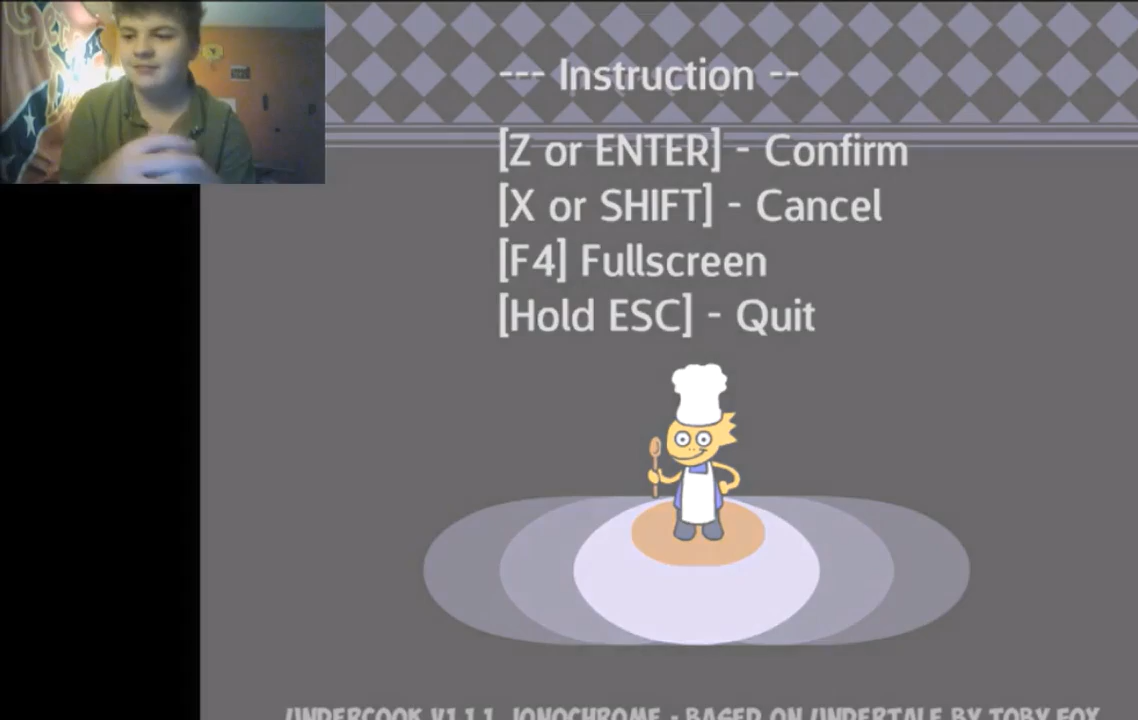 --- Instruction --
[Z or ENTER] - Confirm
[X or SHIFT] - Cancel
[F4] Fullscreen
[Hold ESC] - Quit
UNDERCOOK V1.1.1 JONOCHROME - BASED ON UNDERTALE BY TOBY FOX